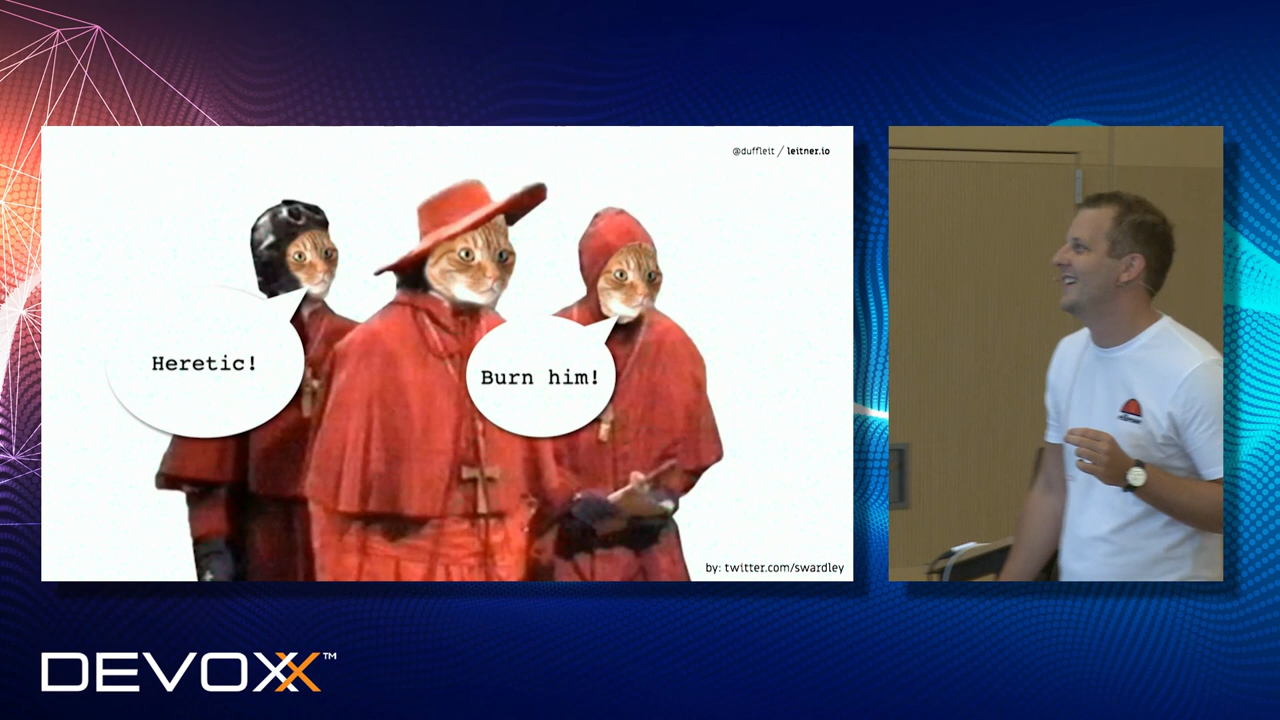 @duffleit / leitner.io
Heretic!
Burn him!
by: twitter.com/swardley
DEVOXX™